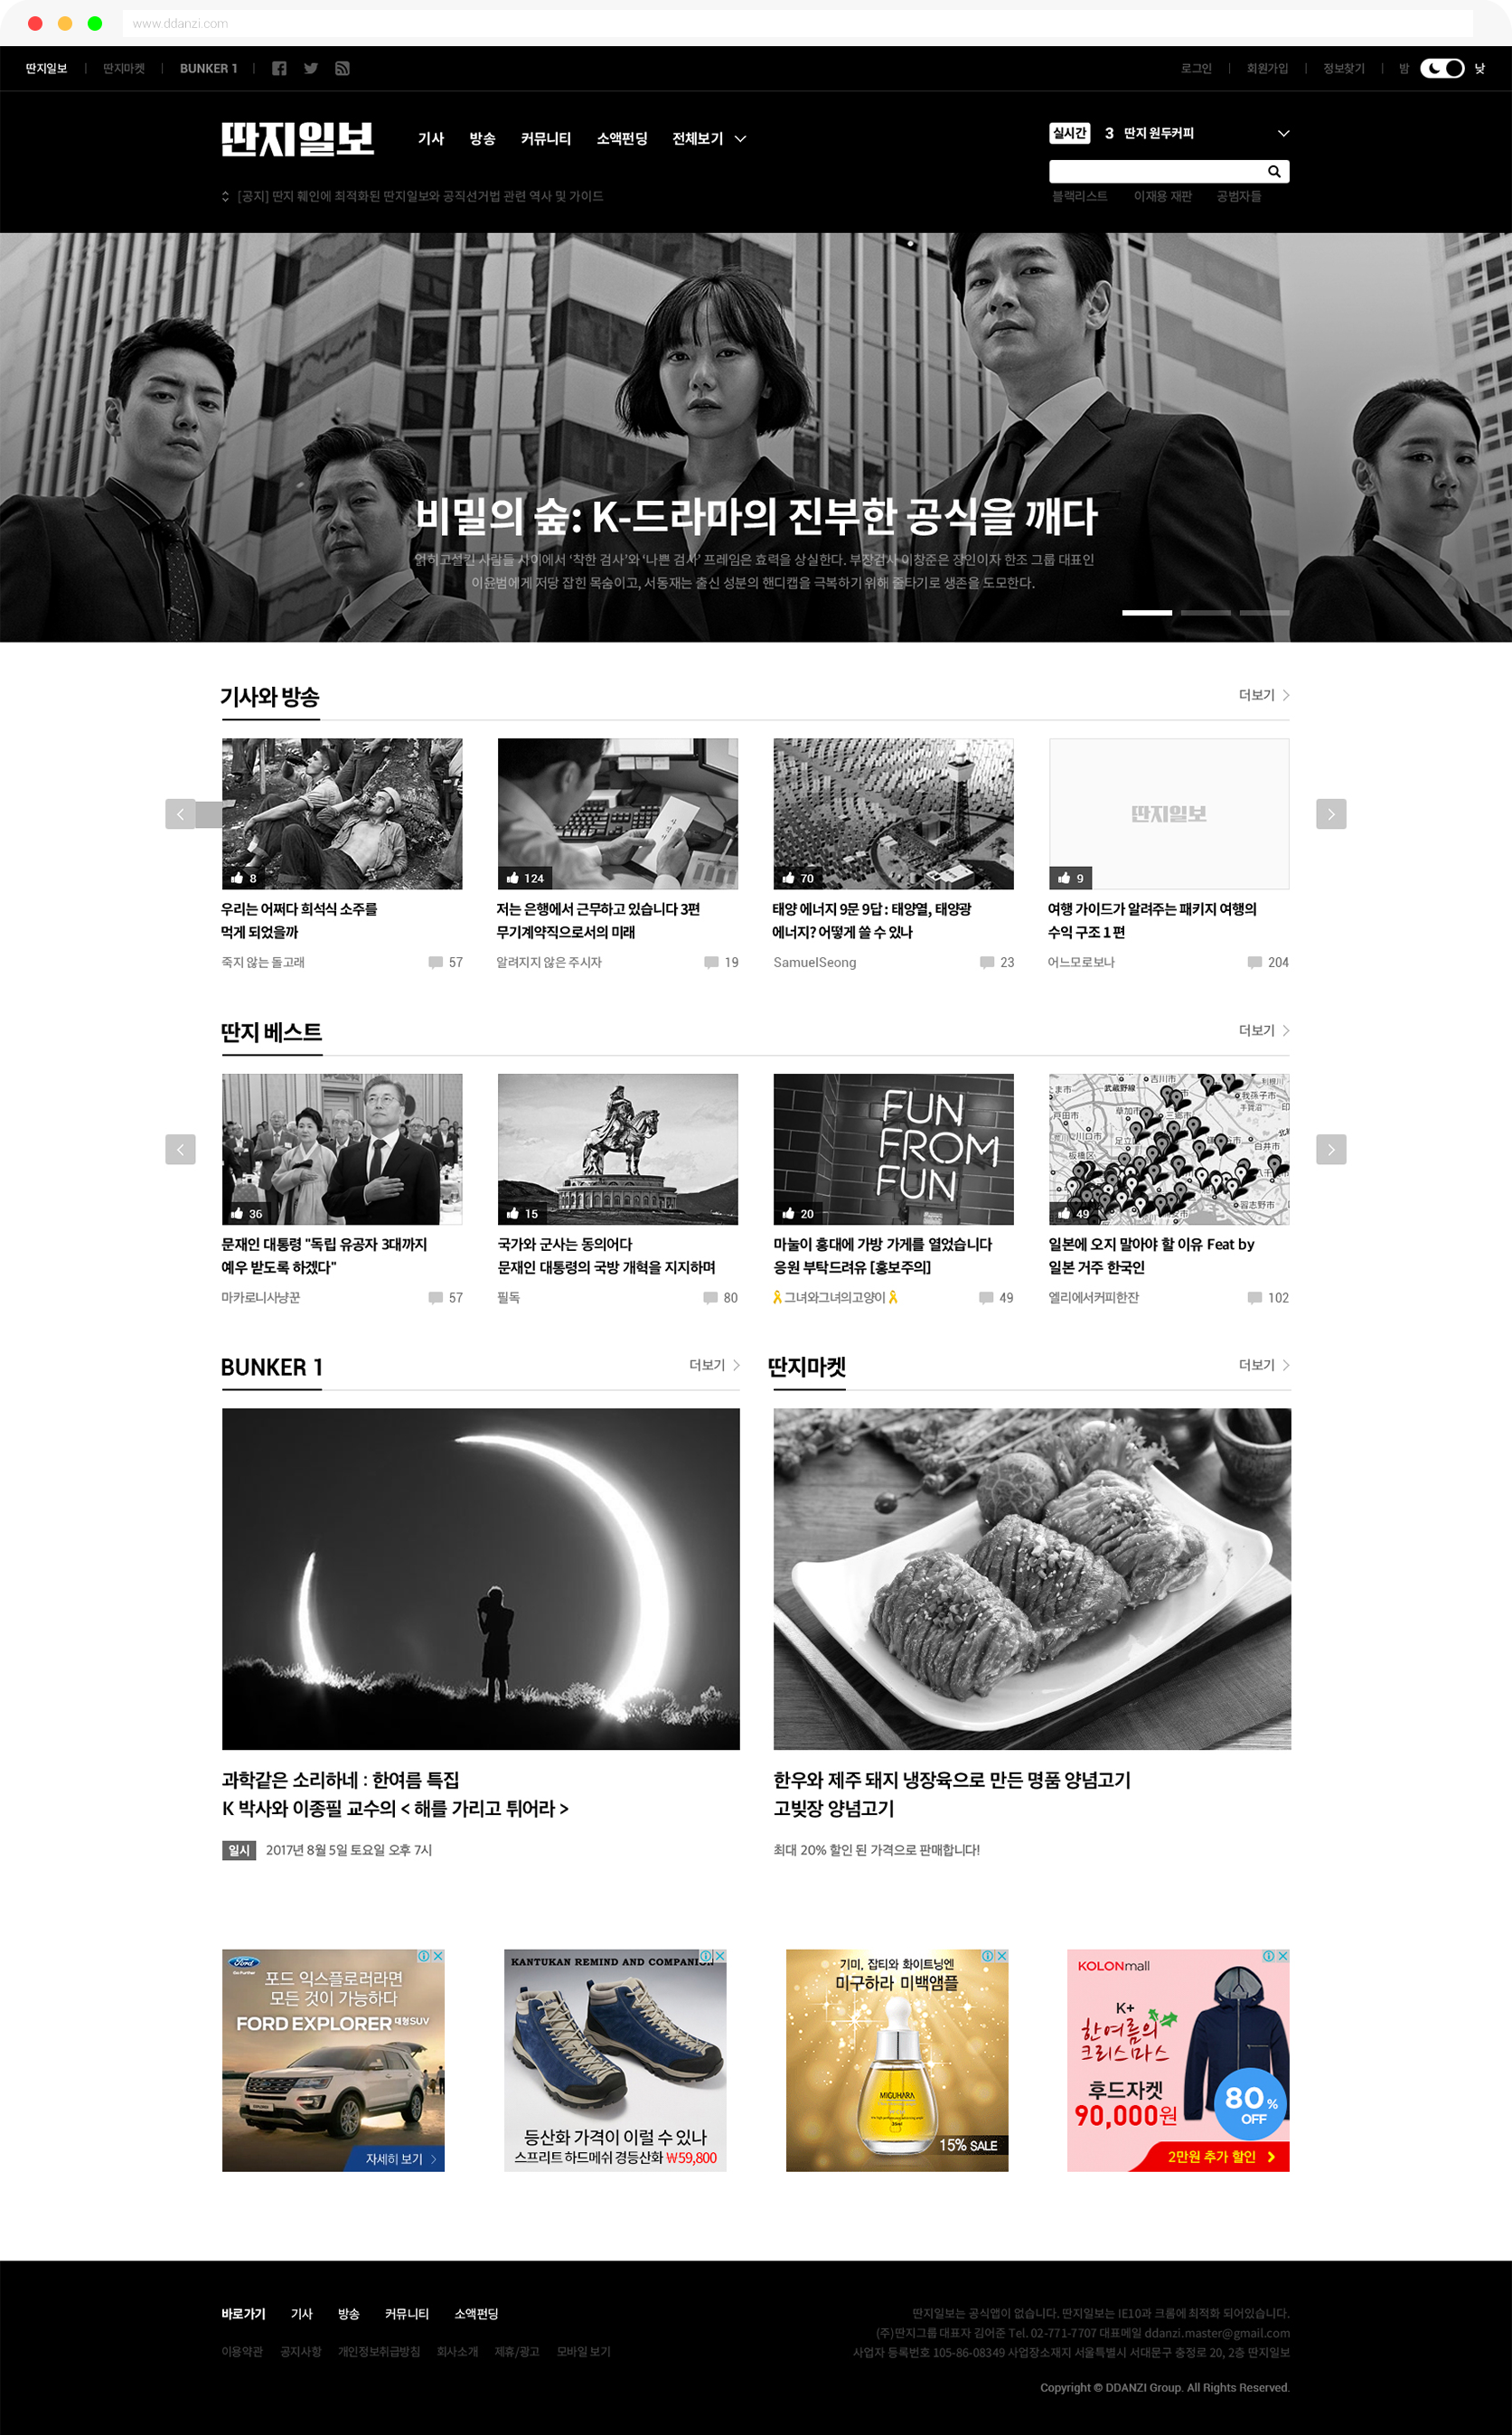 www.ddanzi.com
딴지일보 딴지마켓 BUNKER 1 로그인 회원가입 정보찾기 밤 낮
딴지일보 기사 방송 커뮤니티 소액펀딩 전체보기 실시간 3 딴지 원두커피
[공지] 딴지 훼인에 최적화된 딴지일보와 공직선거법 관련 역사 및 가이드 블랙리스트 이재용 재판 공범자들
비밀의 숲: K-드라마의 진부한 공식을 깨다
얽히고설킨 사람들 사이에서 ‘착한 검사’와 ‘나쁜 검사’ 프레임은 효력을 상실한다. 부장검사 이창준은 장인이자 한조 그룹 대표인
이윤범에게 저당 잡힌 목숨이고, 서동재는 출신 성분의 핸디캡을 극복하기 위해 줄타기로 생존을 도모한다.
기사와 방송 더보기
딴지일보
8 124 70 9
우리는 어쩌다 희석식 소주를
먹게 되었을까
죽지 않는 돌고래 57
저는 은행에서 근무하고 있습니다 3편
무기계약직으로서의 미래
알려지지 않은 주시자 19
태양 에너지 9문 9답 : 태양열, 태양광
에너지? 어떻게 쓸 수 있나
SamuelSeong 23
여행 가이드가 알려주는 패키지 여행의
수익 구조 1 편
어느모로보나 204
딴지 베스트 더보기
FUN
FROM
FUN
36 15 20 49
문재인 대통령 "독립 유공자 3대까지
예우 받도록 하겠다"
마카로니사냥꾼 57
국가와 군사는 동의어다
문재인 대통령의 국방 개혁을 지지하며
필독 80
마눌이 홍대에 가방 가게를 열었습니다
응원 부탁드려유 [홍보주의]
그녀와그녀의고양이 49
일본에 오지 말아야 할 이유 Feat by
일본 거주 한국인
엘리에서커피한잔 102
BUNKER 1 더보기
딴지마켓 더보기
과학같은 소리하네 : 한여름 특집
K 박사와 이종필 교수의 < 해를 가리고 튀어라 >
일시 2017년 8월 5일 토요일 오후 7시
한우와 제주 돼지 냉장육으로 만든 명품 양념고기
고빚장 양념고기
최대 20% 할인 된 가격으로 판매합니다!
Ford
Go Further
포드 익스플로러라면
모든 것이 가능하다
FORD EXPLORER 대형SUV
자세히 보기
KANTUKAN REMIND AND COMPANION
등산화 가격이 이럴 수 있나
스프리트 하드메쉬 경등산화 ₩59,800
기미, 잡티와 화이트닝엔
미구하라 미백앰플
MIGUHARA
15% SALE
KOLONmall
K+
한여름의
크리스마스
후드자켓
90,000원
80%
OFF
2만원 추가 할인
바로가기 기사 방송 커뮤니티 소액펀딩
이용약관 공지사항 개인정보취급방침 회사소개 제휴/광고 모바일 보기
딴지일보는 공식앱이 없습니다. 딴지일보는 IE10과 크롬에 최적화 되어있습니다.
(주)딴지그룹 대표자 김어준 Tel. 02-771-7707 대표메일 ddanzi.master@gmail.com
사업자 등록번호 105-86-08349 사업장소재지 서울특별시 서대문구 충정로 20, 2층 딴지일보
Copyright © DDANZI Group. All Rights Reserved.